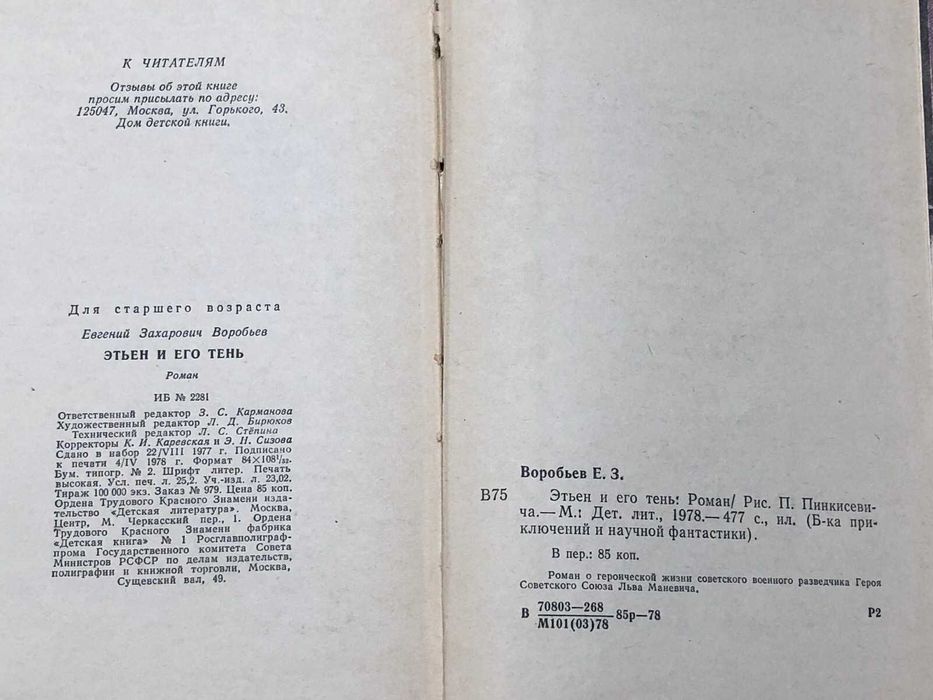 К ЧИТАТЕЛЯМ
Отзывы об этой книге
просим присылать по адресу:
125047, Москва, ул. Горького, 43.
Дом детской книги.
Для старшего возраста
Евгений Захарович Воробьев
ЭТЬЕН И ЕГО ТЕНЬ
Роман
ИБ № 2281
Ответственный редактор З. С. Карманова
Художественный редактор Л. Д. Бирюков
Технический редактор Л. С. Стёпина
Корректоры К. И. Каревская и Э. Н. Сизова
Сдано в набор 22/VIII 1977 г. Подписано
к печати 4/IV 1978 г. Формат 84×108¹/₃₂.
Бум. типогр. № 2. Шрифт литер. Печать
высокая. Усл. печ. л. 25,2. Уч.-изд. л. 23,02.
Тираж 100 000 экз. Заказ № 979. Цена 85 коп.
Ордена Трудового Красного Знамени изда-
тельство «Детская литература». Москва,
Центр, М. Черкасский пер., 1. Ордена
Трудового Красного Знамени фабрика
«Детская книга» № 1 Росглавполиграф-
прома Государственного комитета Совета
Министров РСФСР по делам издательств,
полиграфии и книжной торговли, Москва,
Сущевский вал, 49.
Воробьев Е. З.
В75 Этьен и его тень: Роман/ Рис. П. Пинкисеви-
ча.— М.: Дет. лит., 1978.— 477 с., ил. (Б-ка при-
ключений и научной фантастики).
В пер.: 85 коп.
Роман о героической жизни советского военного разведчика Героя
Советского Союза Льва Маневича.
70803—268
В 85р—78 Р2
М101(03)78